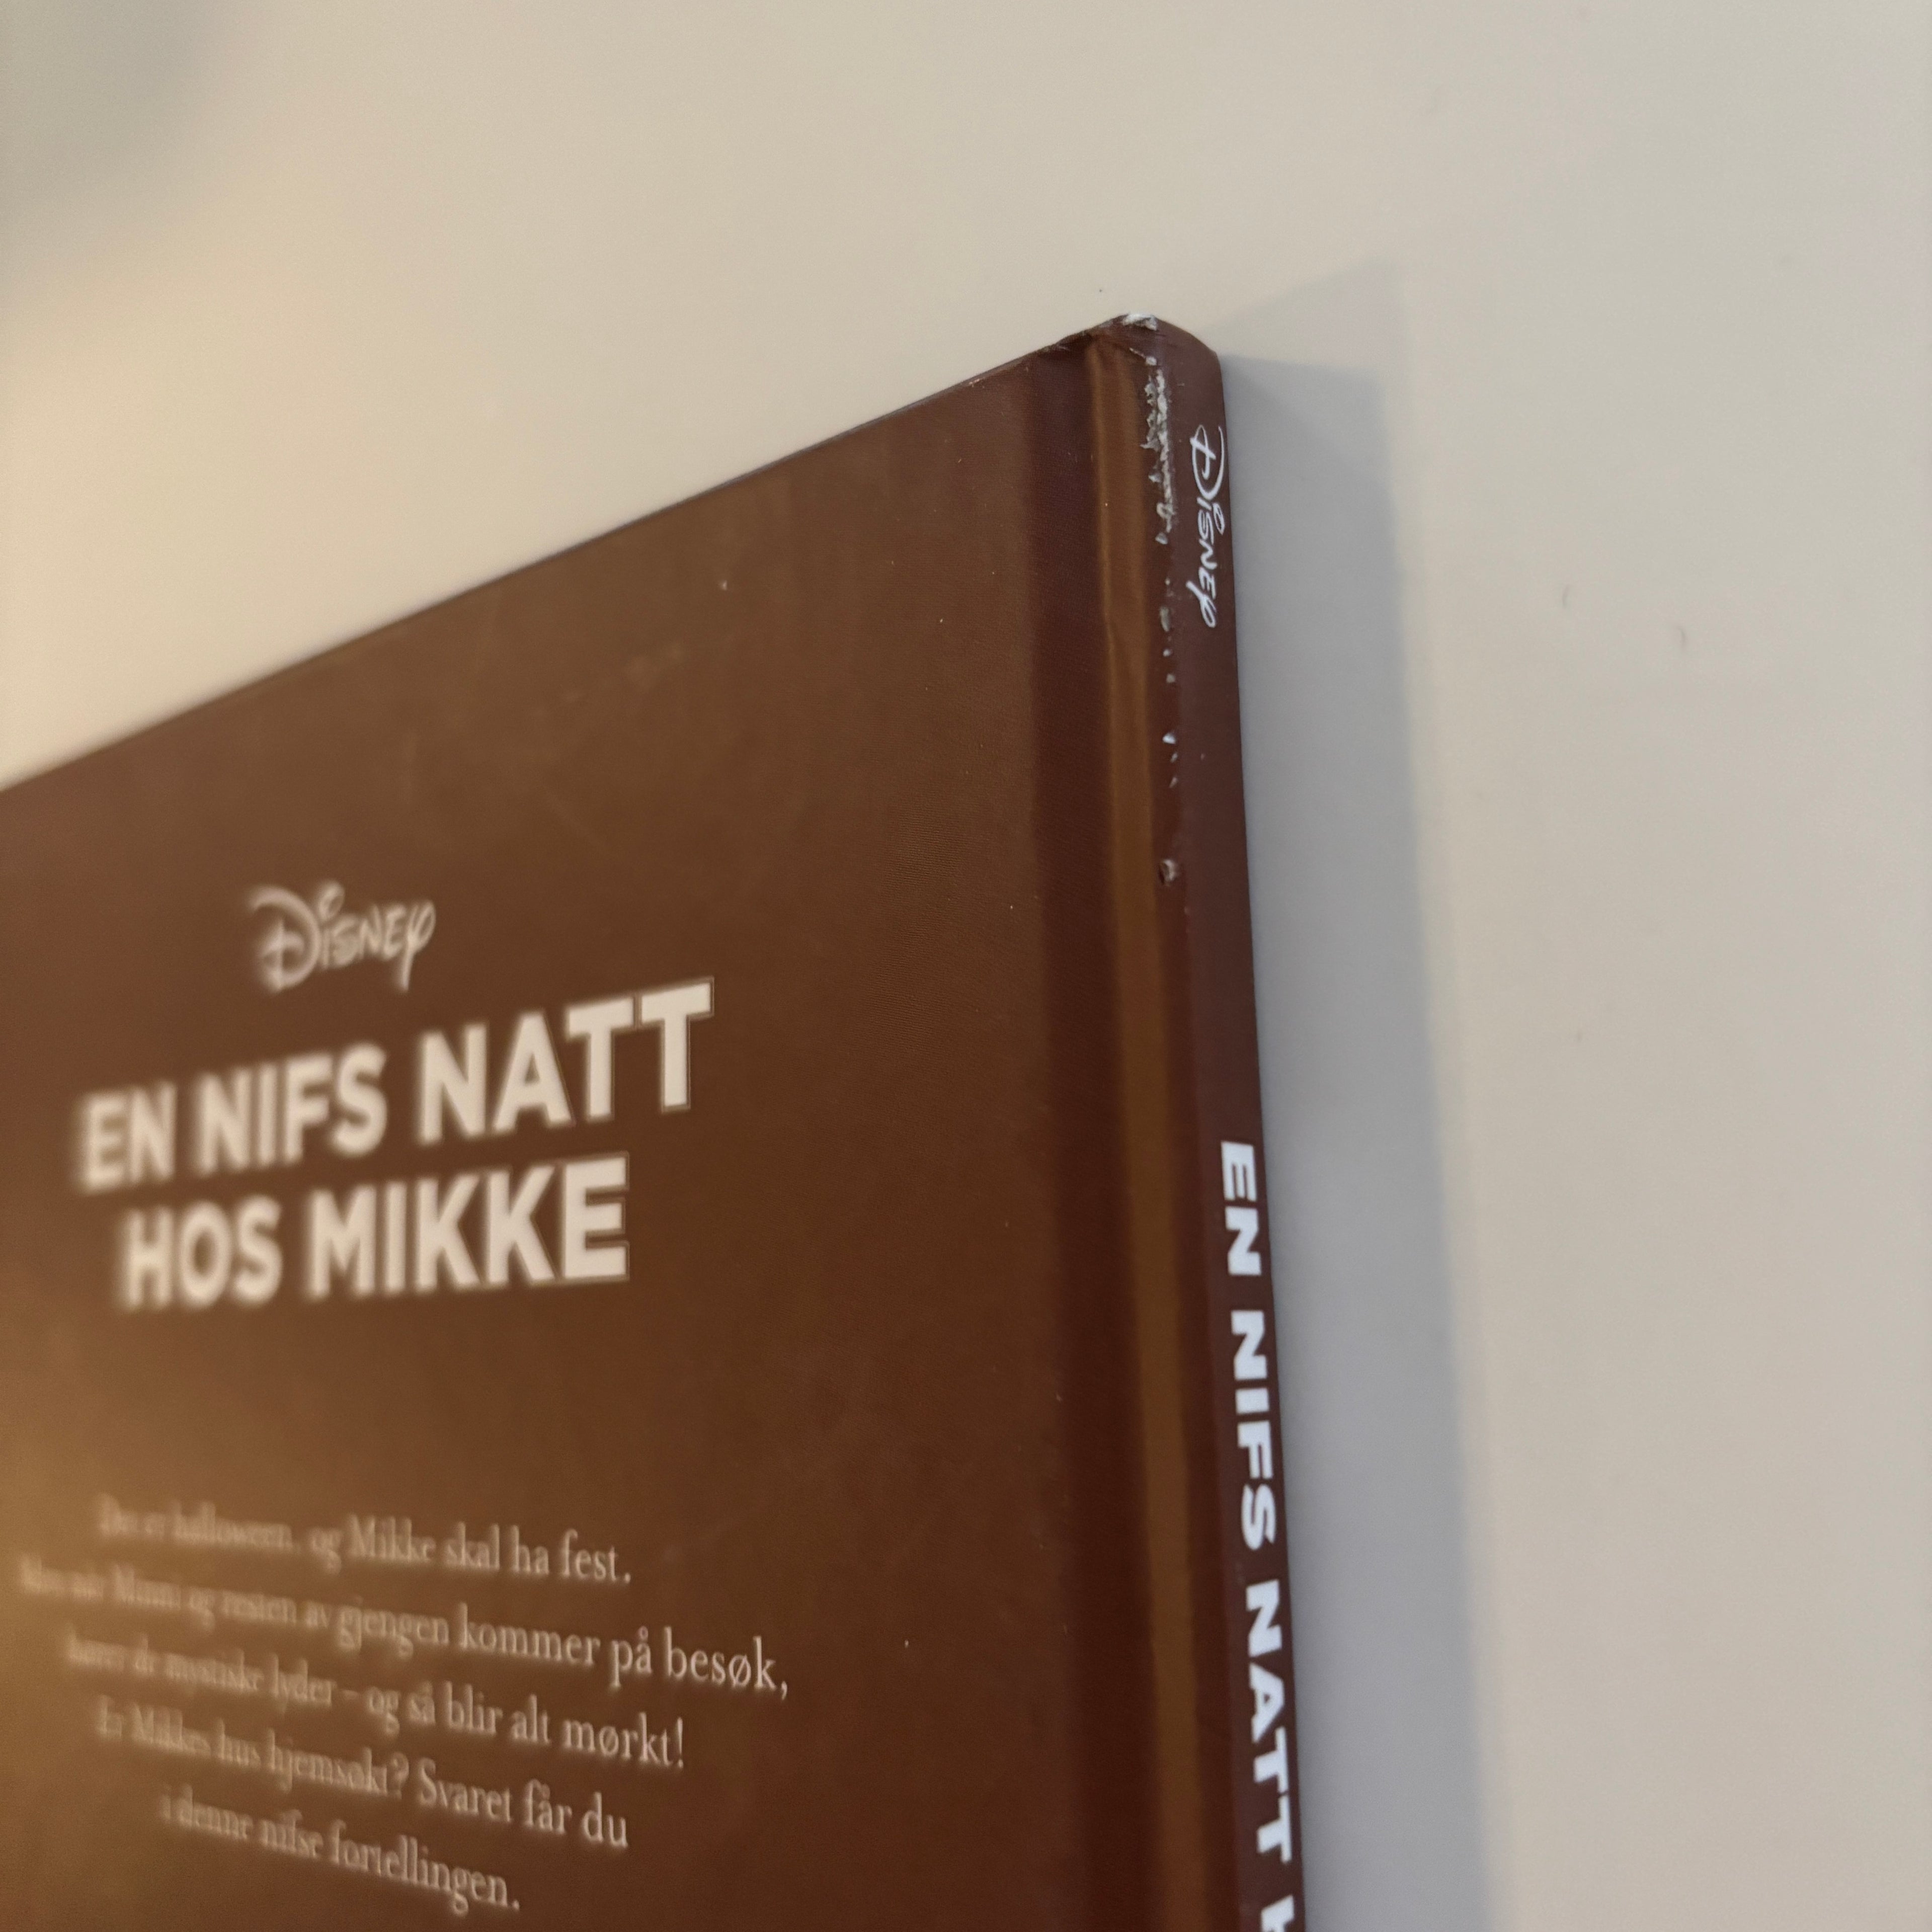 Disney
EN NIFS NATT
HOS MIKKE
Det er halloween, og Mikke skal ha fest.
Men når Minni og resten av gjengen kommer på besøk,
hører de mystiske lyder – og så blir alt mørkt!
Er Mikkes hus hjemsøkt? Svaret får du
i denne nifse fortellingen.
Disney
EN NIFS NATT